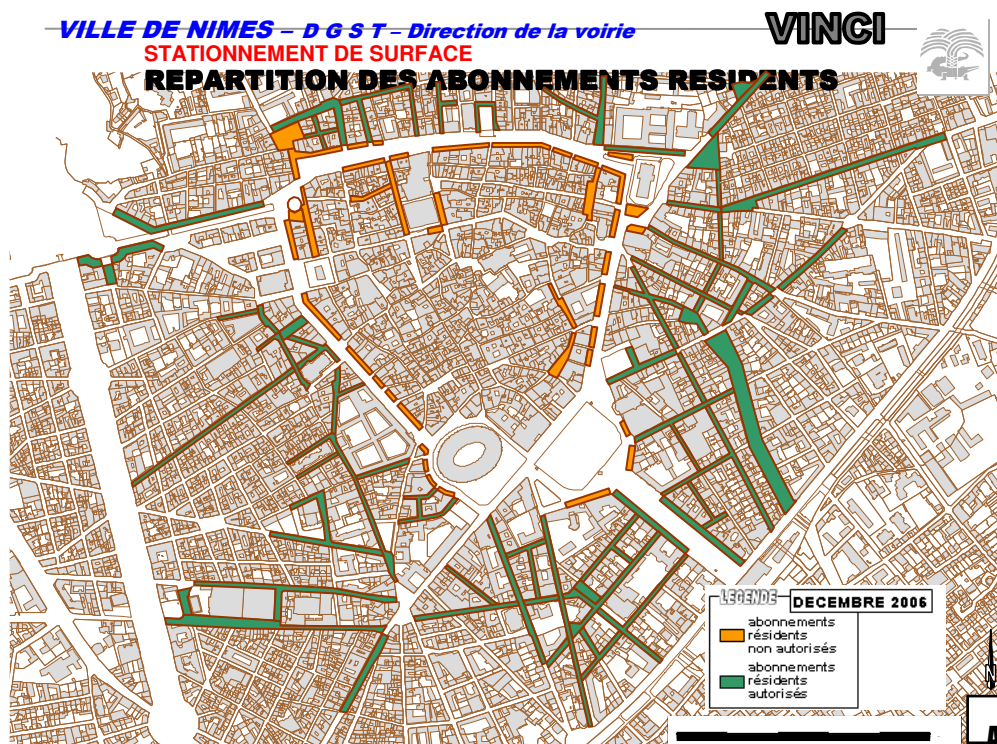 VILLE DE NIMES – D G S T – Direction de la voirie
VINCI
STATIONNEMENT DE SURFACE
REPARTITION DES ABONNEMENTS RESIDENTS
LEGENDE
DECEMBRE 2006
abonnements
résidents
non autorisés
abonnements
résidents
autorisés
N